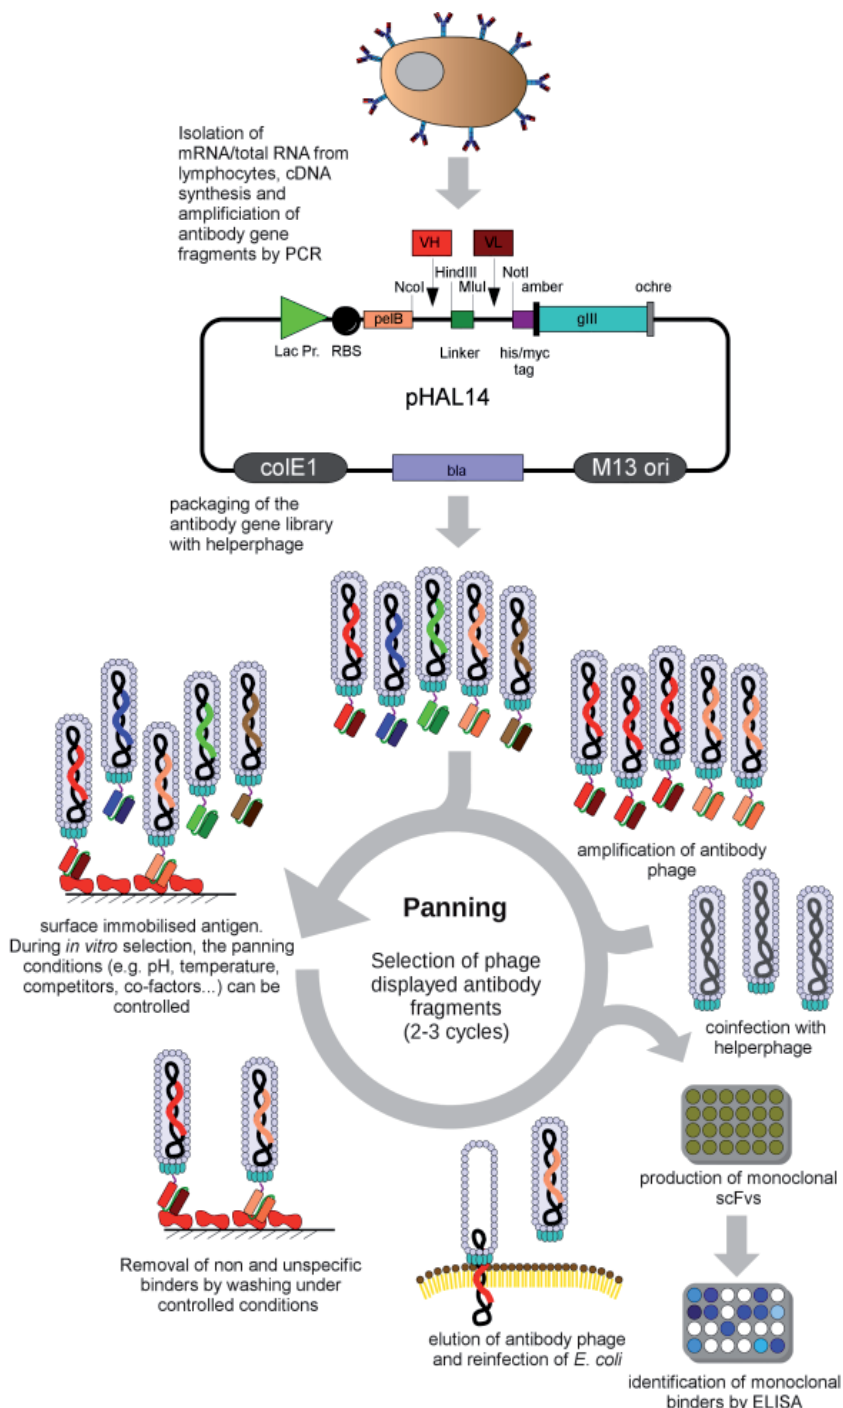 Isolation of
mRNA/total RNA from
lymphocytes, cDNA
synthesis and
amplificiation of
antibody gene
fragments by PCR
VH
VL
HindIII
NotI
NcoI
MluI
amber
ochre
pelB
gIII
Lac Pr.
RBS
Linker
his/myc
tag
pHAL14
colE1
bla
M13 ori
packaging of the
antibody gene library
with helperphage
amplification of antibody
phage
surface immobilised antigen.
During in vitro selection, the panning
conditions (e.g. pH, temperature,
competitors, co-factors...) can be
controlled
Panning
Selection of phage
displayed antibody
fragments
(2-3 cycles)
coinfection with
helperphage
production of monoclonal
scFvs
Removal of non and unspecific
binders by washing under
controlled conditions
elution of antibody phage
and reinfection of E. coli
identification of monoclonal
binders by ELISA